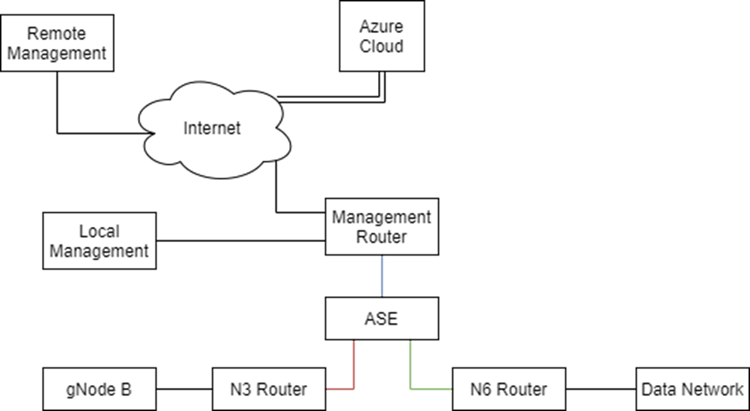 Remote
Management
Azure
Cloud
Internet
Local
Management
Management
Router
ASE
gNode B
N3 Router
N6 Router
Data Network